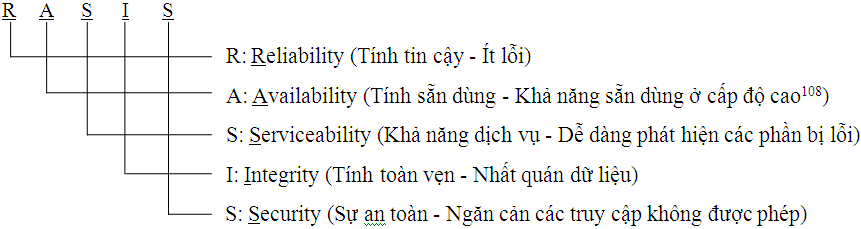 R A S I S
R: Reliability (Tính tin cậy - Ít lỗi)
A: Availability (Tính sẵn dùng - Khả năng sẵn dùng ở cấp độ cao108)
S: Serviceability (Khả năng dịch vụ - Dễ dàng phát hiện các phần bị lỗi)
I: Integrity (Tính toàn vẹn - Nhất quán dữ liệu)
S: Security (Sự an toàn - Ngăn cản các truy cập không được phép)